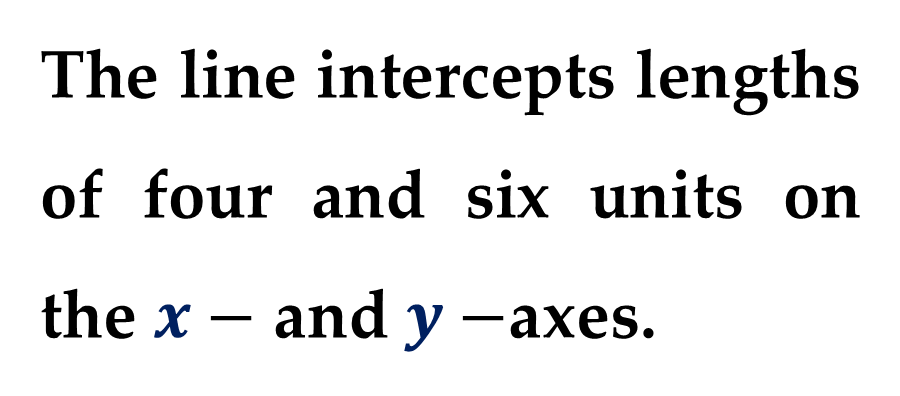 The line intercepts lengths
of four and six units on
the x – and y –axes.